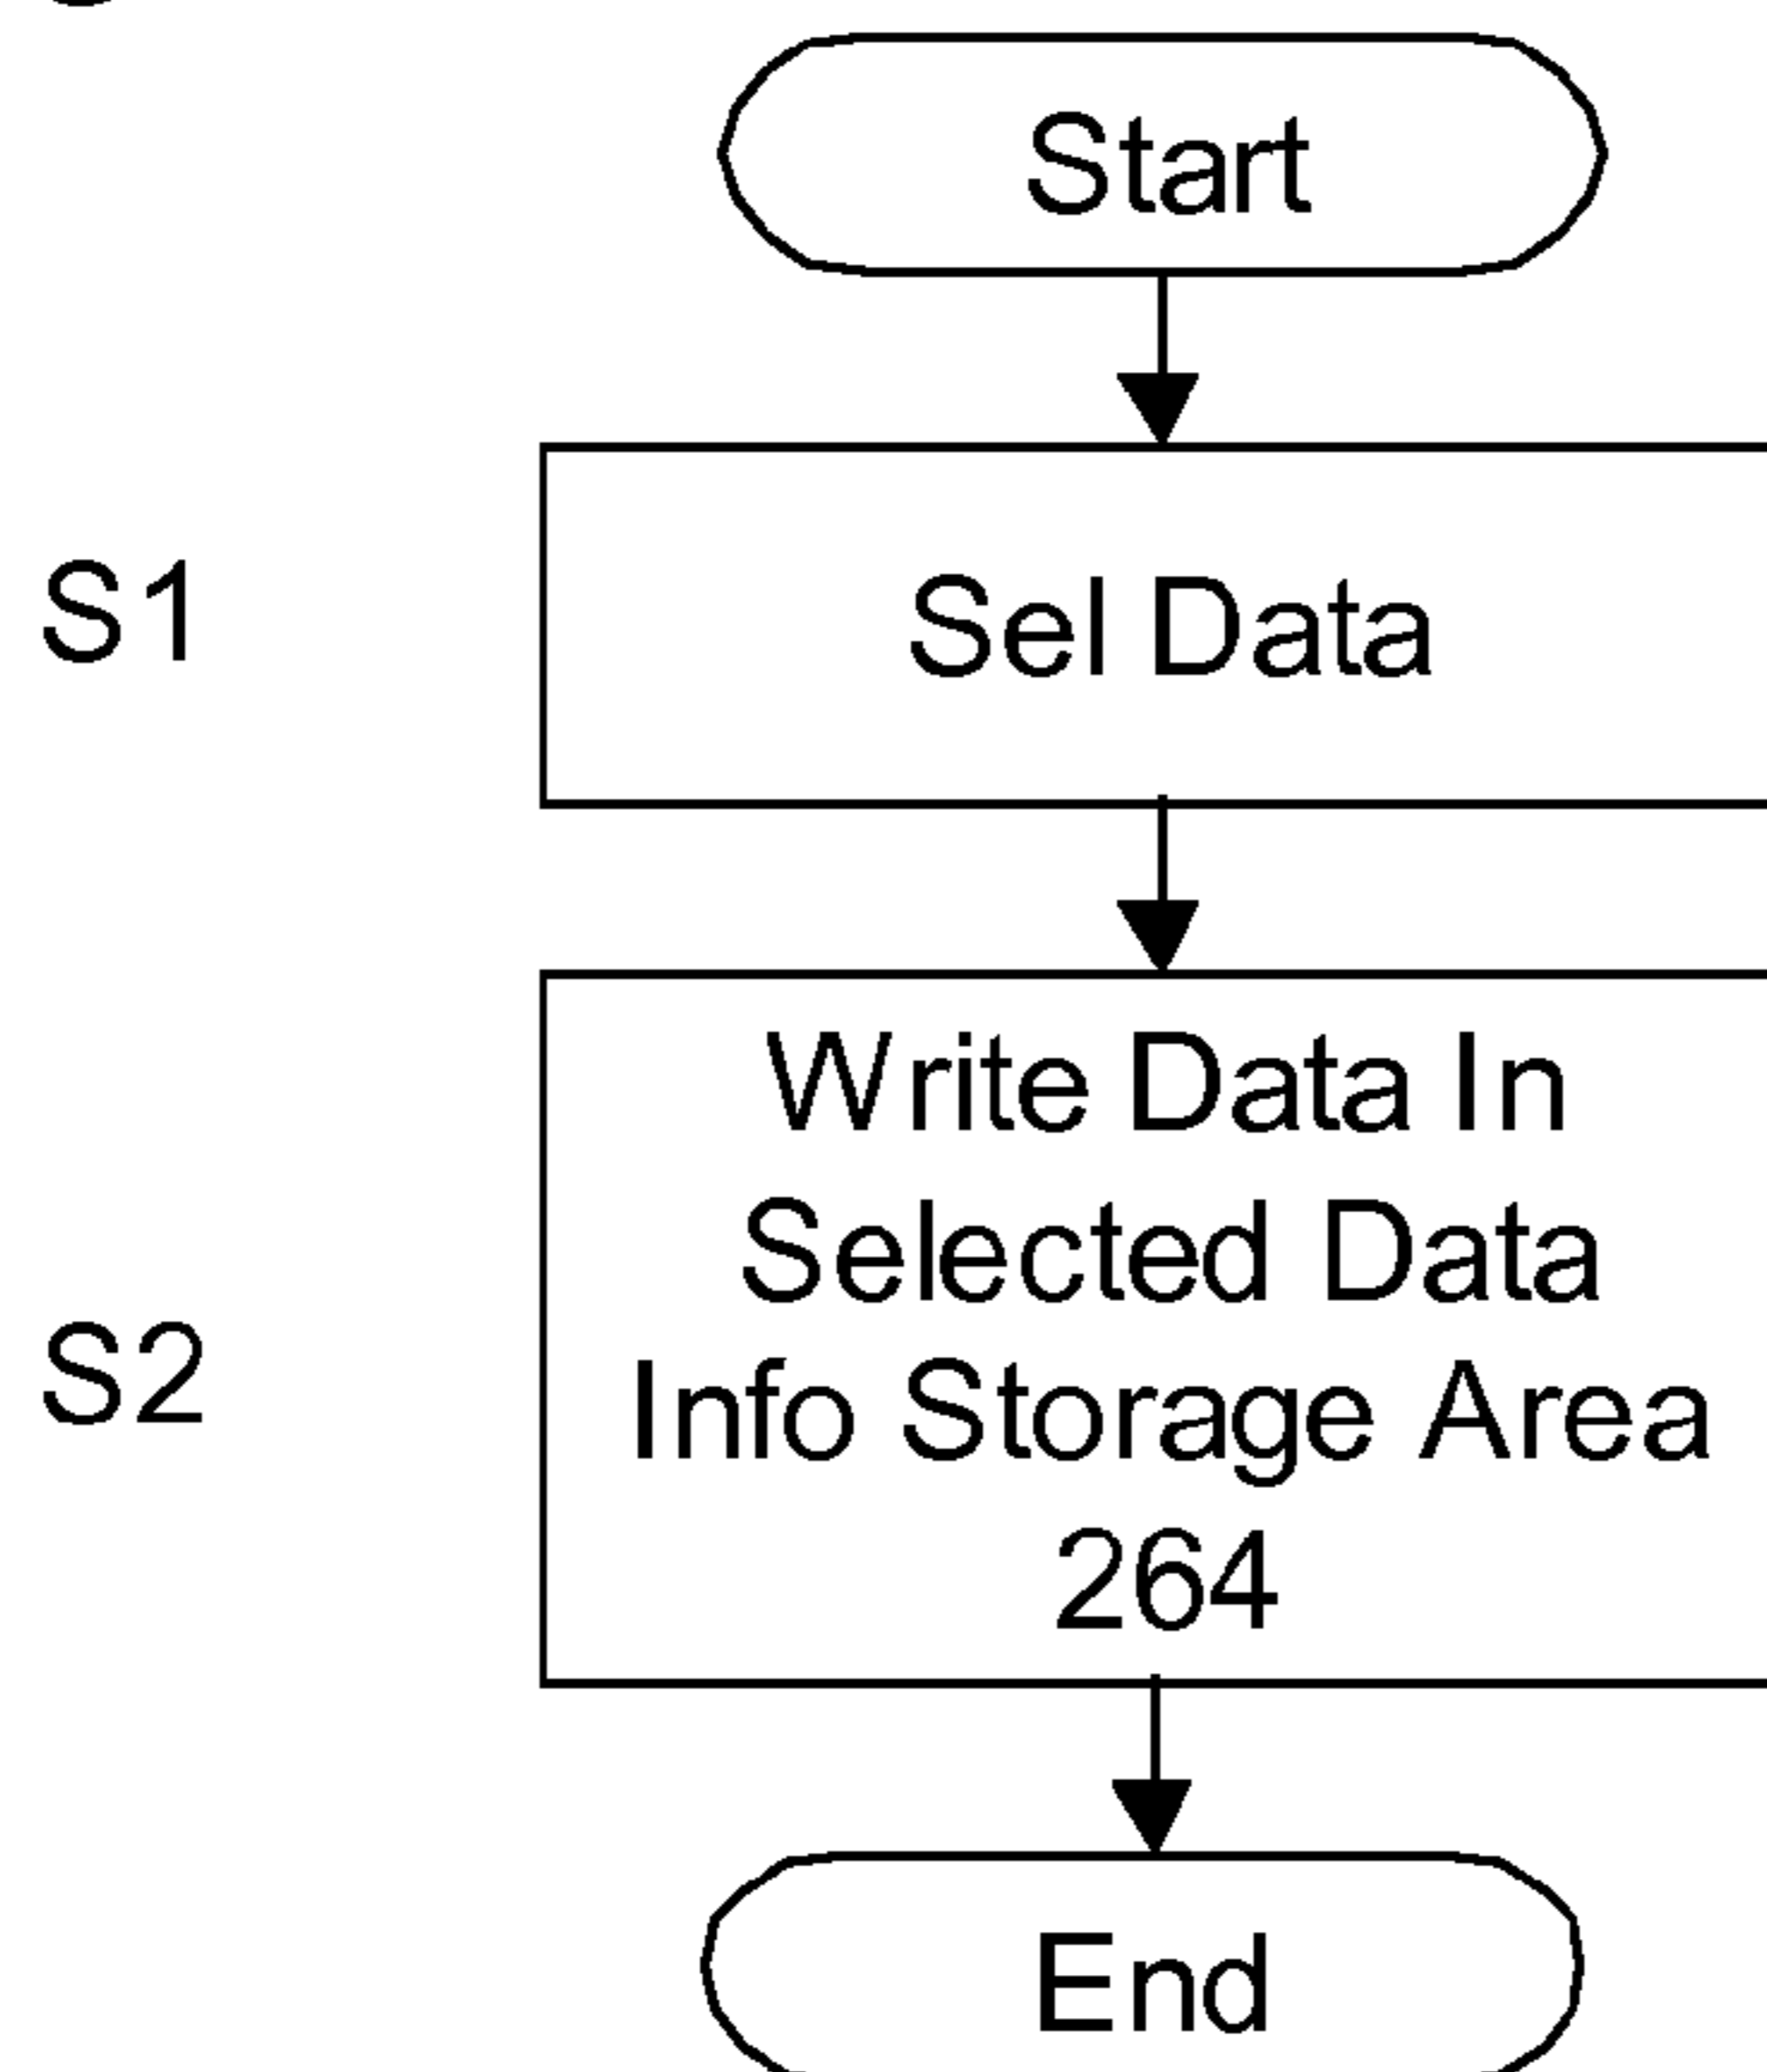 Start
S1
Sel Data
Write Data In
Selected Data
Info Storage Area
S2
264
End